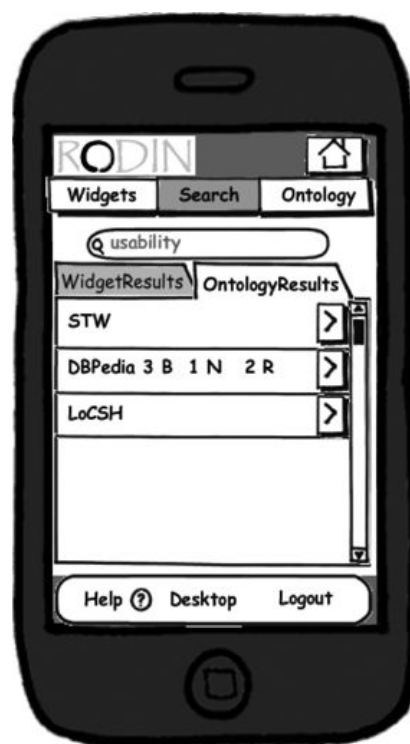 RODIN
Widgets Search Ontology
usability
WidgetResults OntologyResults
STW
DBPedia 3 B 1 N 2 R
LoCSH
Help ? Desktop Logout